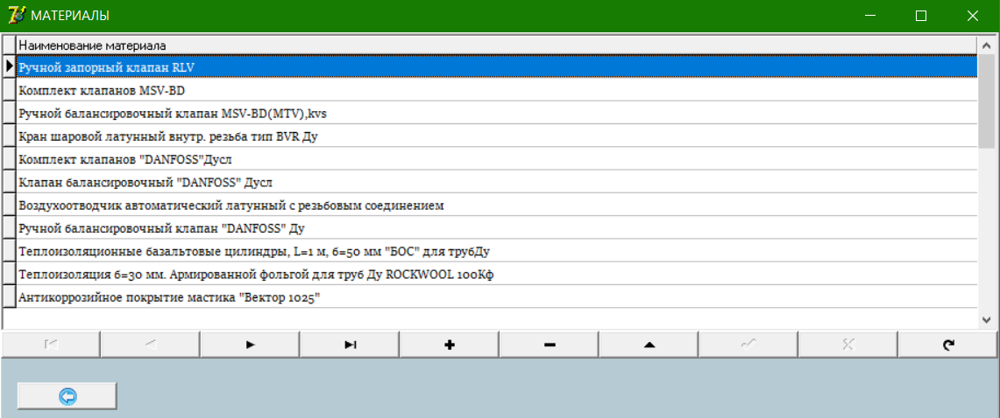 МАТЕРИАЛЫ
Наименование материала
Ручной запорный клапан RLV
Комплект клапанов MSV-BD
Ручной балансировочный клапан MSV-BD(MTV),kvs
Кран шаровой латунный внутр. резьба тип BVR Ду
Комплект клапанов "DANFOSS"Дусл
Клапан балансировочный "DANFOSS" Дусл
Воздухоотводчик автоматический латунный с резьбовым соединением
Ручной балансировочный клапан "DANFOSS" Ду
Теплоизоляционные базальтовые цилиндры, L=1 м, б=50 мм "БОС" для трубДу
Теплоизоляция б=30 мм. Армированной фольгой для труб Ду ROCKWOOL 100Кф
Антикоррозийное покрытие мастика "Вектор 1025"